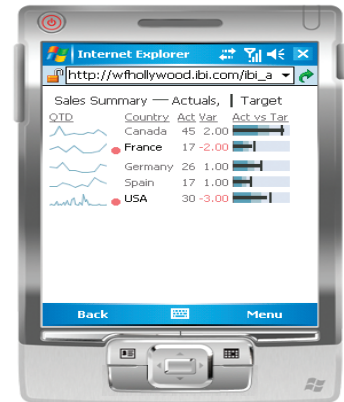 Internet Explorer
http://wfhollywood.ibi.com/ibi_a
Sales Summary — Actuals, | Target
QTD Country Act Var Act vs Tar
Canada 45 2.00
France 17 -2.00
Germany 26 1.00
Spain 17 1.00
USA 30 -3.00
Back Menu